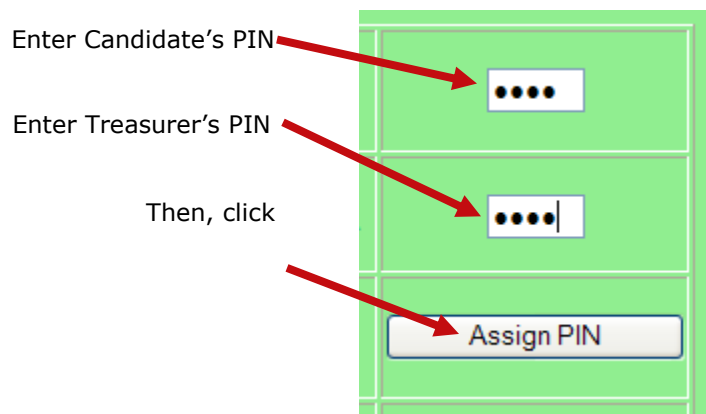 Enter Candidate’s PIN
••••
Enter Treasurer’s PIN
••••
Then, click
Assign PIN